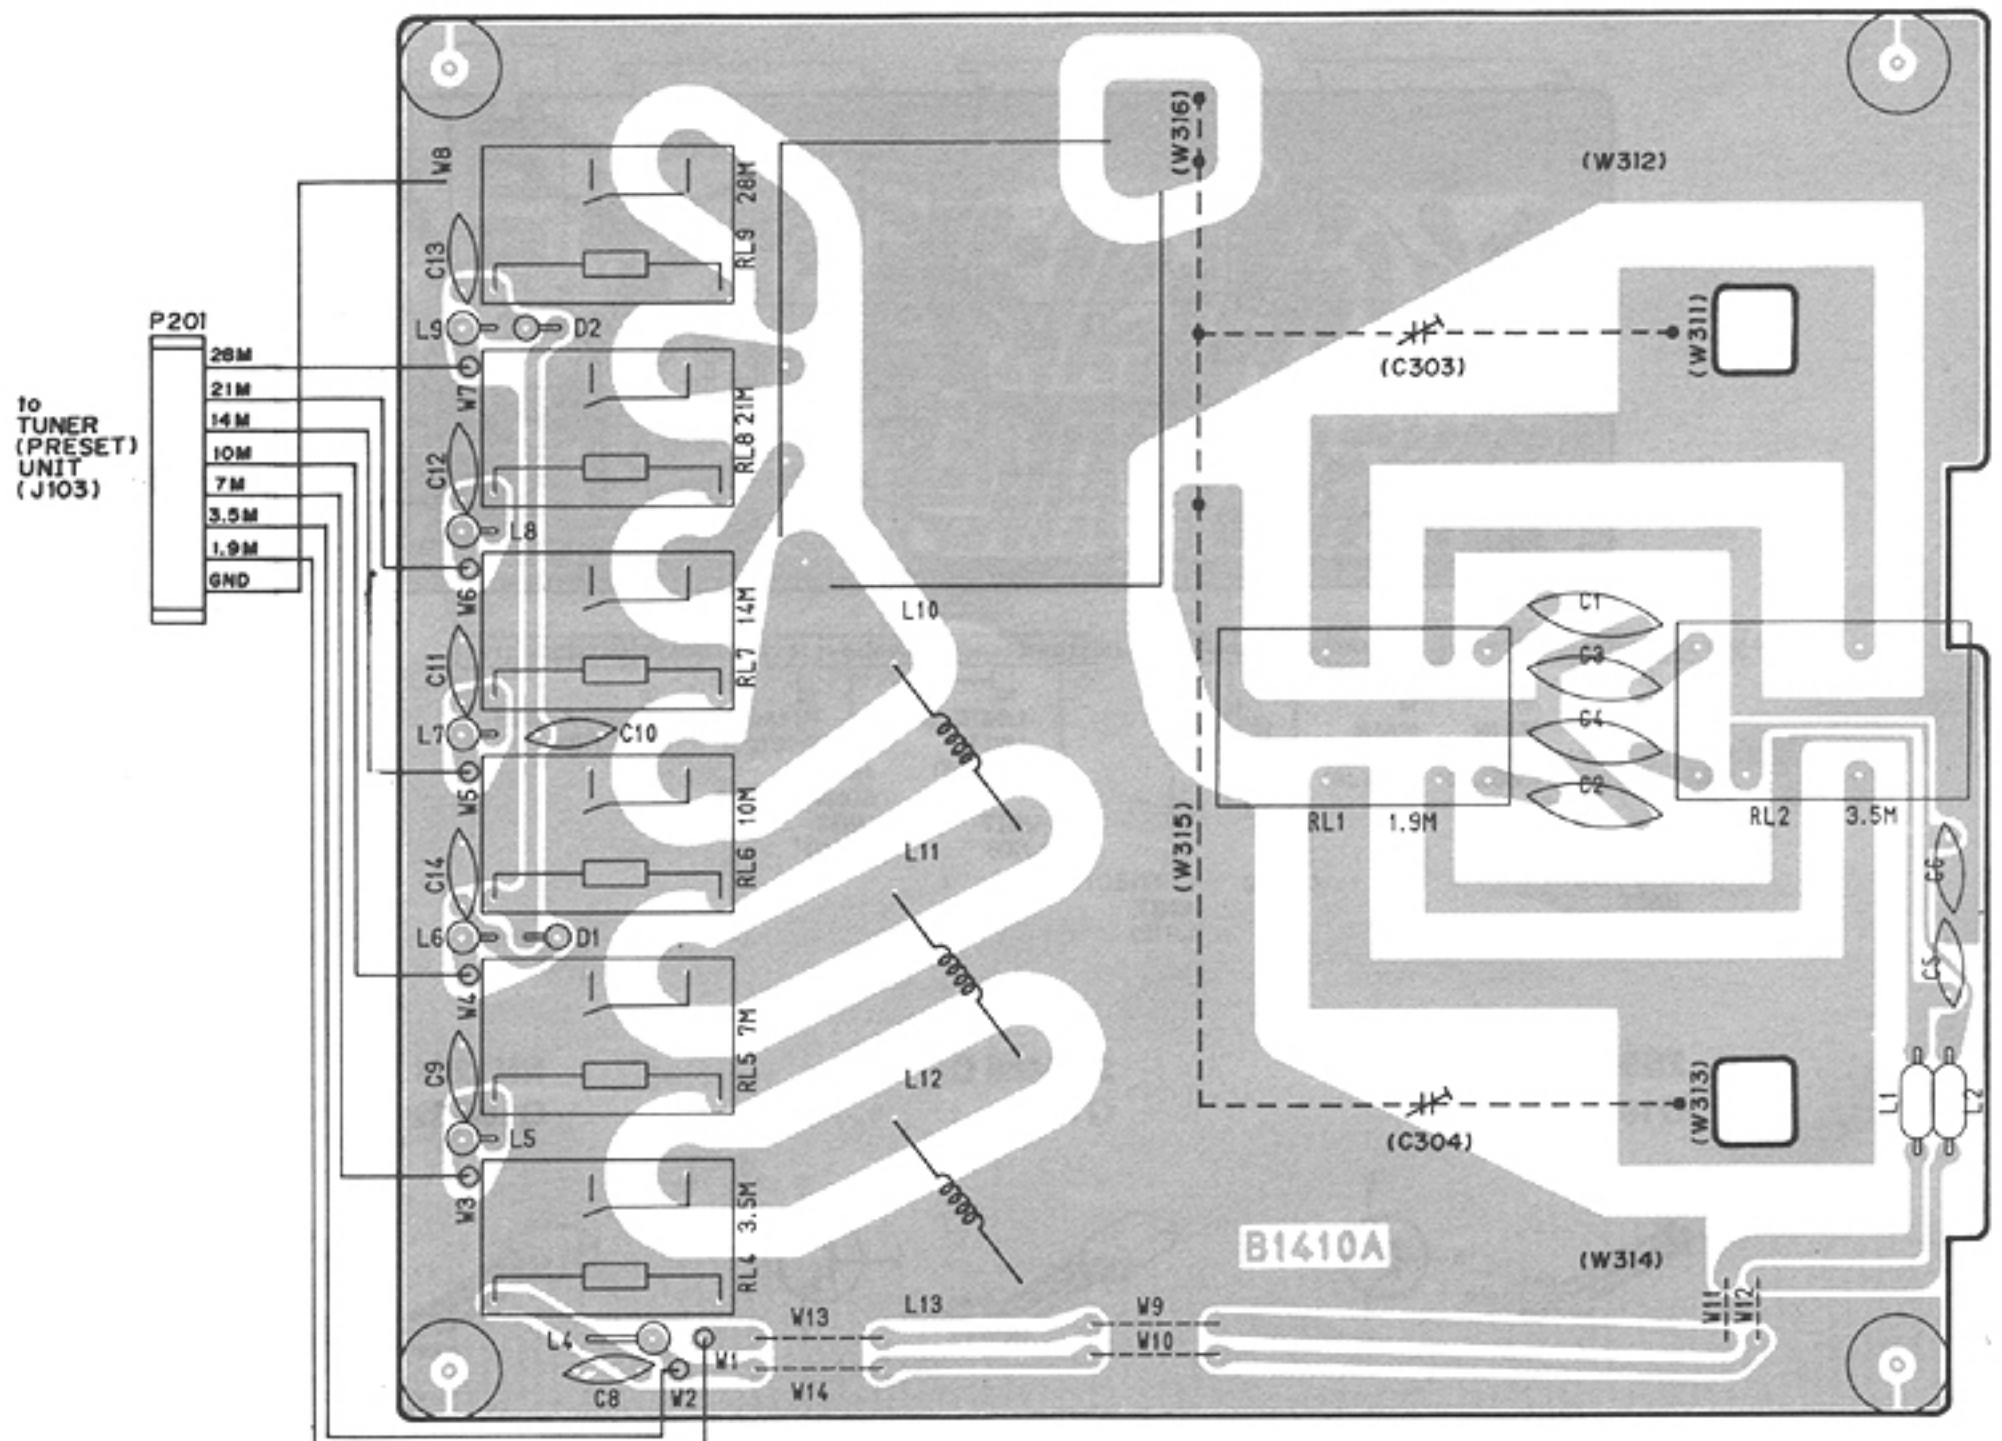 P201
28M
21M
14M
10M
7M
3.5M
1.9M
GND
to
TUNER
(PRESET)
UNIT
(J103)
W8
C13
RL9 28M
L9
D2
W7
C12
RL8 21M
L8
W6
C11
RL7 14M
L7
C10
W5
C14
RL6 10M
L6
D1
W4
C9
RL5 7M
L5
W3
RL4 3.5M
L4
C8
W1
W2
W13
W14
L10
L11
L12
L13
W9
W10
(W316)
(W312)
(W311)
(C303)
C1
C3
C4
C2
RL1 1.9M
RL2 3.5M
(W315)
C6
C5
L1
L2
(W313)
(C304)
B1410A
(W314)
W11
W12